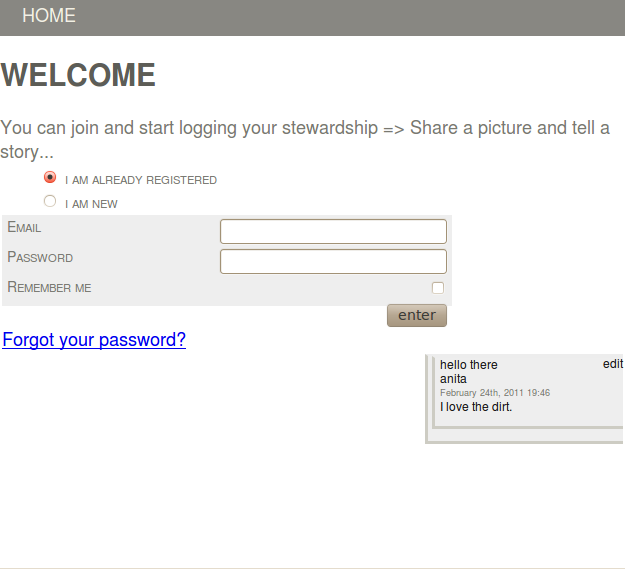 HOME
WELCOME
You can join and start logging your stewardship => Share a picture and tell a
story...
I AM ALREADY REGISTERED
I AM NEW
EMAIL
PASSWORD
REMEMBER ME
enter
Forgot your password?
hello there edit
anita
February 24th, 2011 19:46
I love the dirt.